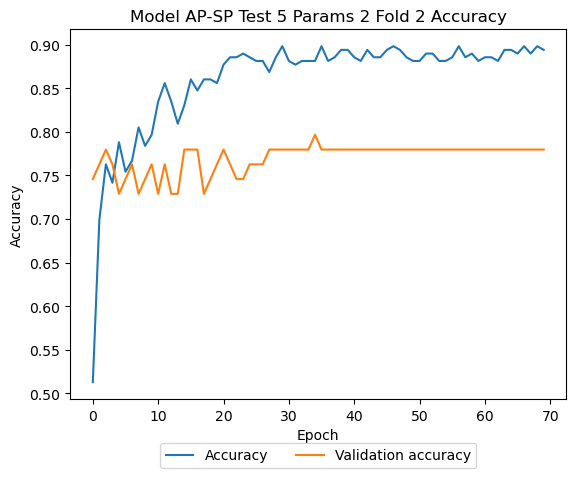 Model AP-SP Test 5 Params 2 Fold 2 Accuracy
0.90
0.85
0.80
0.75
0.70
0.65
0.60
0.55
0.50
Accuracy
0 10 20 30 40 50 60 70
Epoch
Accuracy Validation accuracy